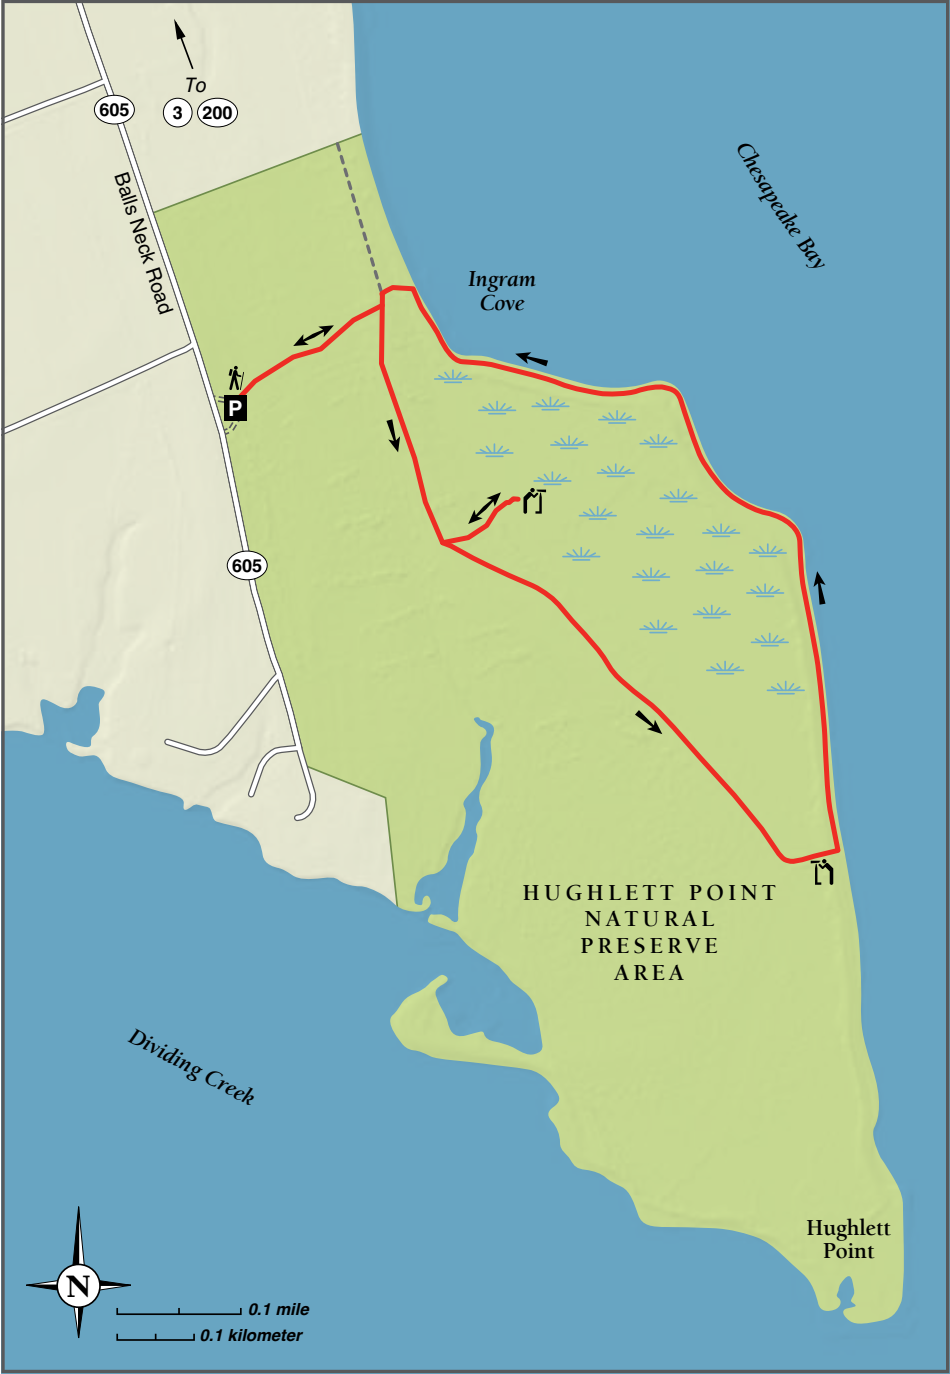 To
3 200
605
Balls Neck Road
Chesapeake Bay
Ingram
Cove
P
605
HUGHLETT POINT
NATURAL
PRESERVE
AREA
Dividing Creek
Hughlett
Point
N
0.1 mile
0.1 kilometer